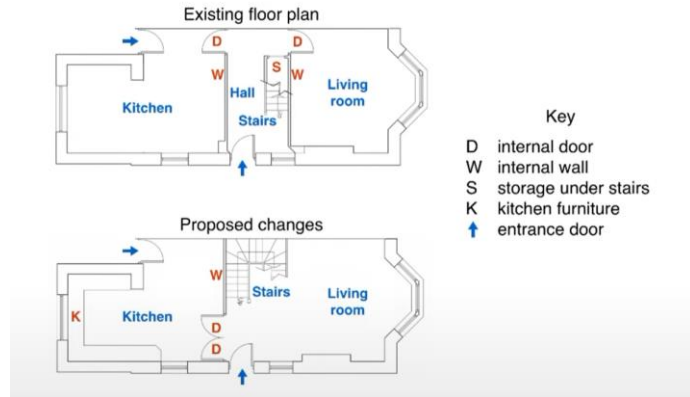 Existing floor plan
D D
W S W
Hall
Living
room
Kitchen
Stairs
Key
D internal door
W internal wall
S storage under stairs
K kitchen furniture
entrance door
Proposed changes
W
Stairs
Living
room
K
Kitchen
D
D